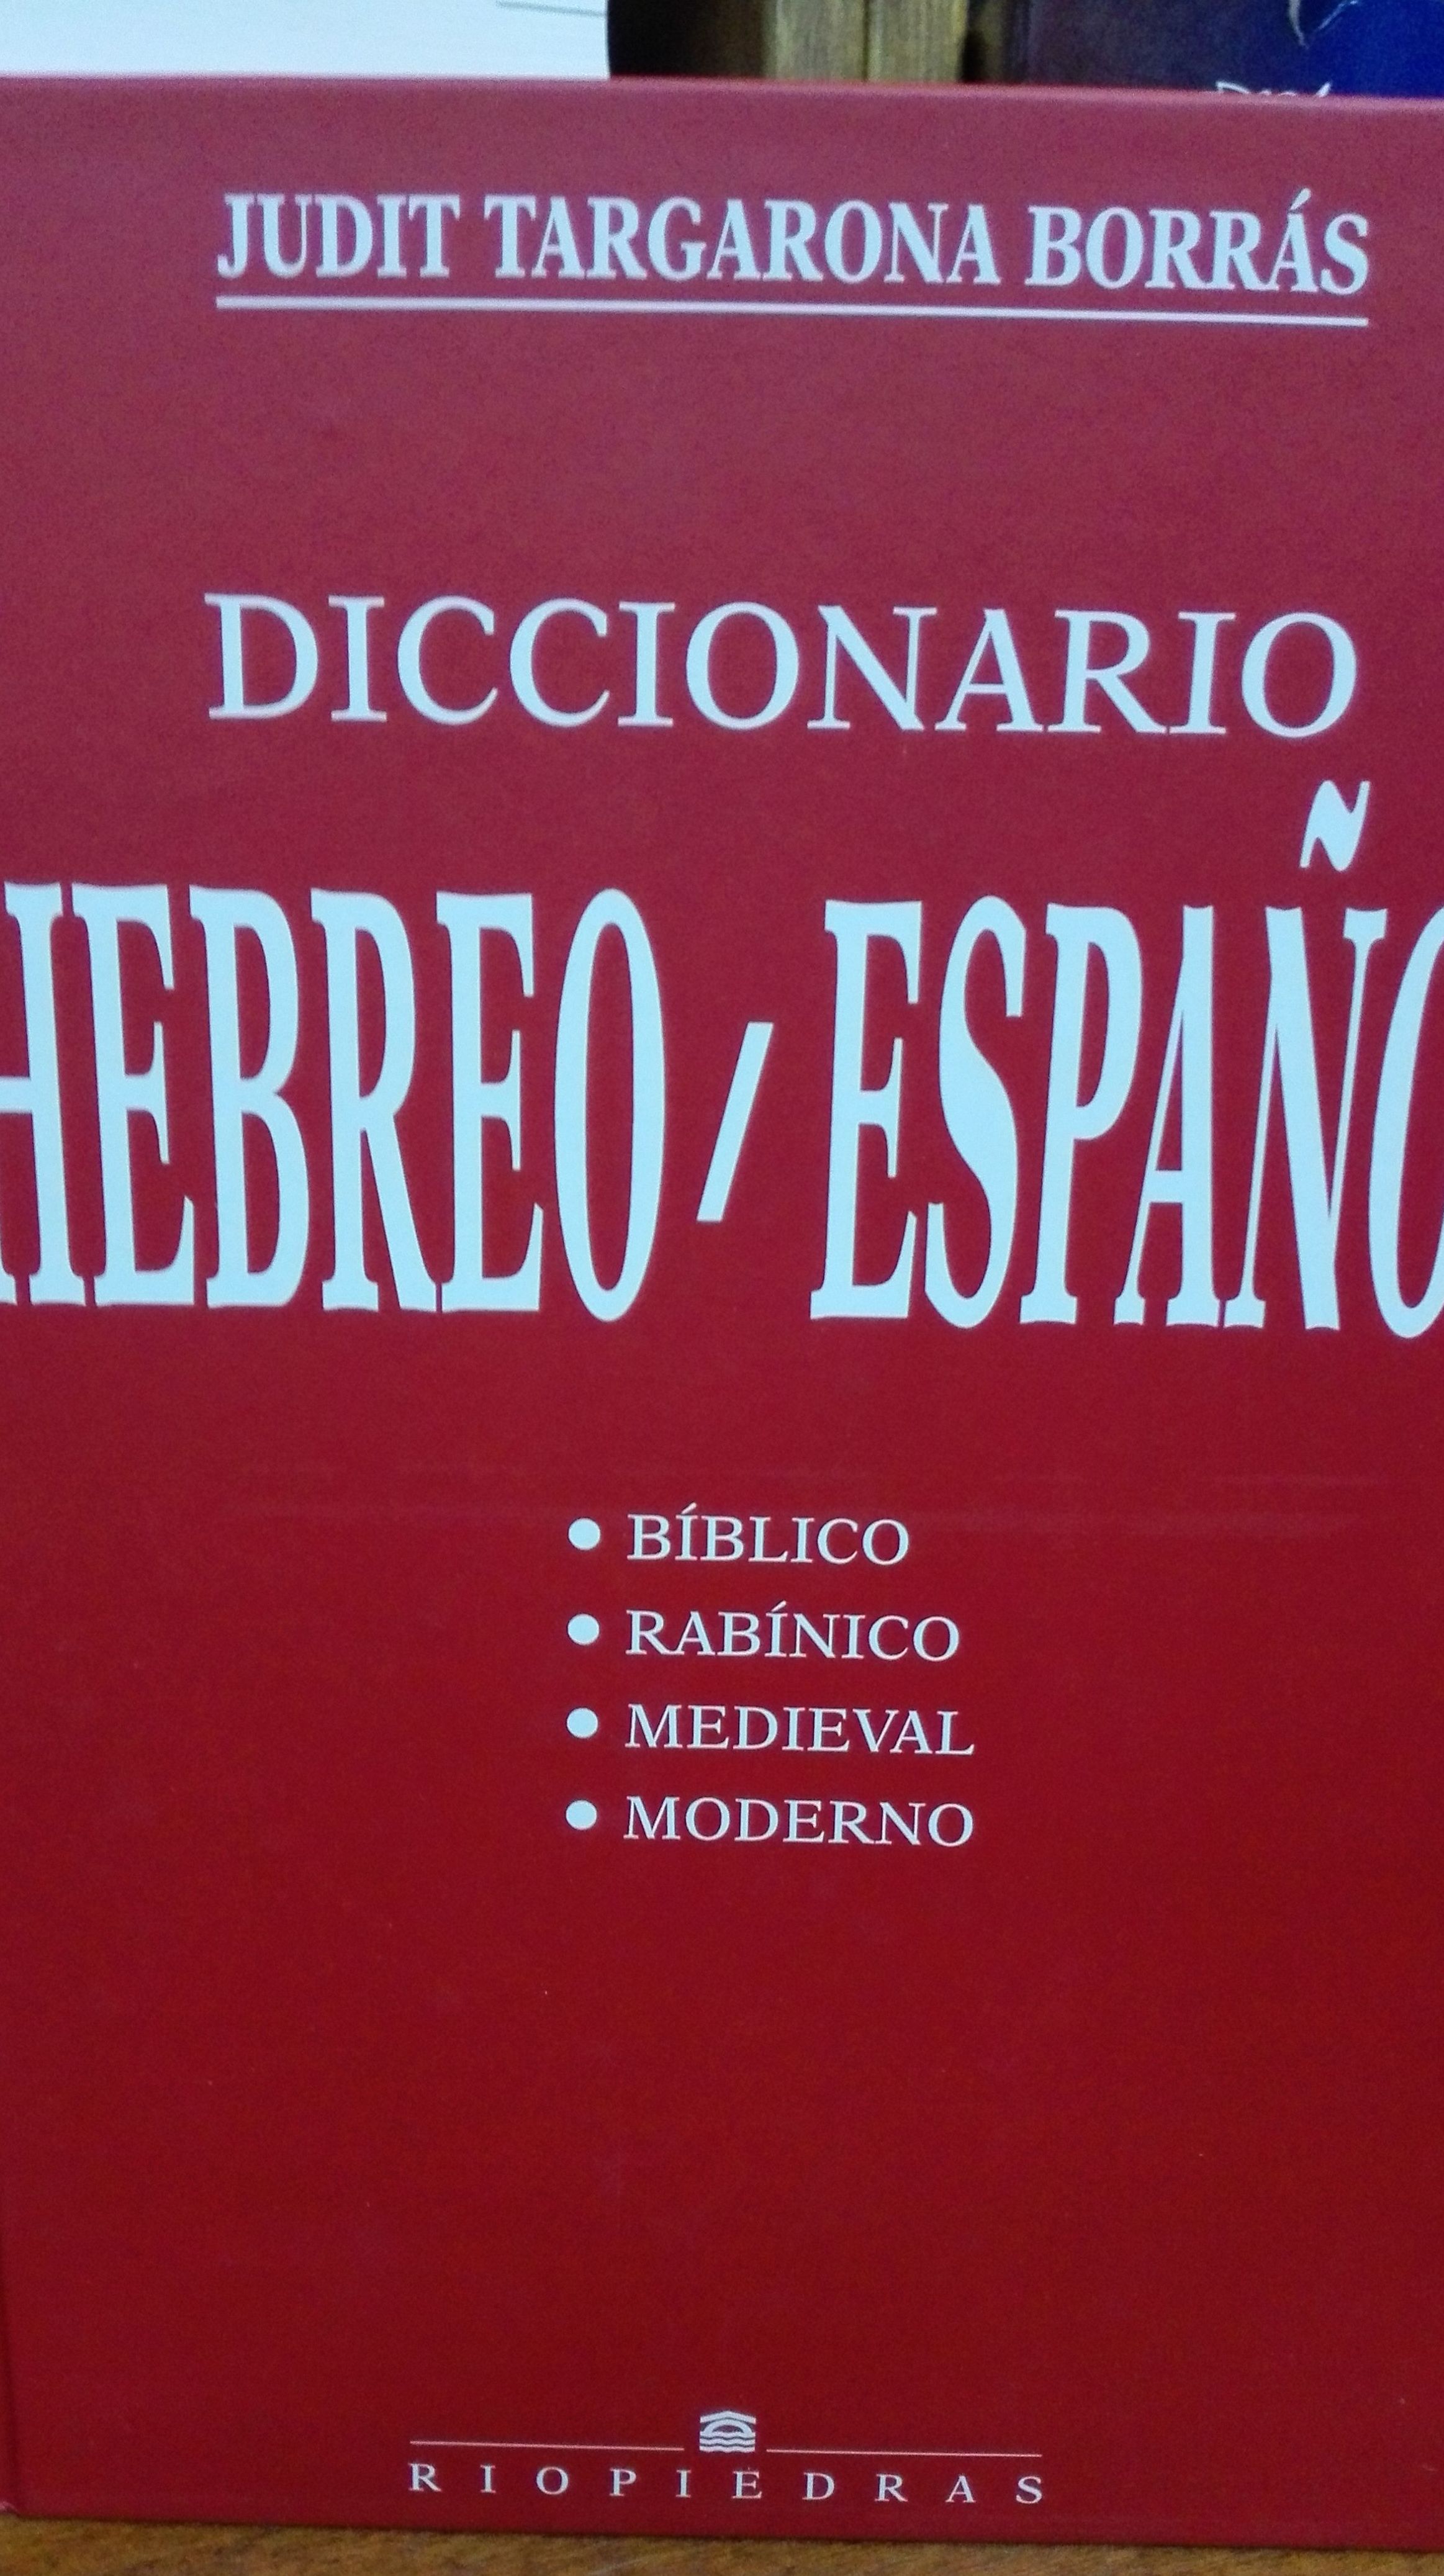 JUDIT TARGARONA BORRÁS
DICCIONARIO
HEBREO / ESPAÑO
• BÍBLICO
• RABÍNICO
• MEDIEVAL
• MODERNO
RIOPIEDRAS